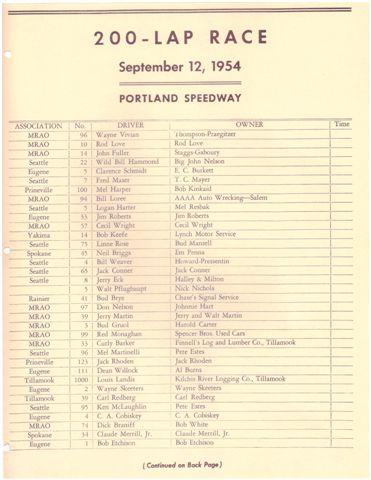 200-LAP RACE
September 12, 1954
PORTLAND SPEEDWAY
ASSOCIATION No. DRIVER OWNER Time
MRAO 96 Wayne Vivian Thompson-Praegitzer
MRAO 10 Rod Love Rod Love
MRAO 14 John Fuller Staggs-Gaboury
Seattle 22 Wild Bill Hammond Big John Nelson
Eugene 5 Clarence Schmidt E. C. Burkett
Seattle 7 Fred Maser T. C. Mayer
Prineville 100 Mel Harper Bob Kinkaid
MRAO 94 Bill Loree AAAA Auto Wrecking—Salem
Seattle 5 Logan Harter Mel Resbak
Eugene 33 Jim Roberts Jim Roberts
MRAO 57 Cecil Wright Cecil Wright
Yakima 14 Bob Keefe Lynch Motor Service
Seattle 75 Linne Rose Bud Mansell
Spokane 45 Neil Briggs Em Penna
Seattle 4 Bill Weaver Howard-Pressentin
Seattle 65 Jack Conner Jack Conner
Seattle 8 Jerry Eck Halley & Milton
5 Walt Pflughaupt Nick Nichola
Rainier 41 Bud Brye Chase's Signal Service
MRAO 97 Don Nelson Johnnie Hart
MRAO 39 Jerry Martin Jerry and Walt Martin
MRAO 3 Bud Gruol Harold Carter
MRAO 99 Red Monaghan Spencer Bros. Used Cars
MRAO 33 Curly Barker Finnell's Log and Lumber Co., Tillamook
Seattle 96 Mel Martinelli Pete Estes
Prineville 123 Jack Rhoden Jack Rhoden
Eugene 111 Dean Willock Al Burns
Tillamook 1000 Louis Landis Kilchis River Logging Co., Tillamook
Eugene 2 Wayne Skeeters Wayne Skeeters
Tillamook 39 Carl Redberg Carl Redberg
Seattle 95 Ken McLaughlin Pete Estes
Eugene 4 C. A. Cobiskey C. A. Cobiskey
MRAO 74 Dick Braniff Bob White
Spokane 34 Claude Merrill, Jr. Claude Merrill, Jr.
Eugene 1 Bob Etchison Bob Etchison
(Continued on Back Page)